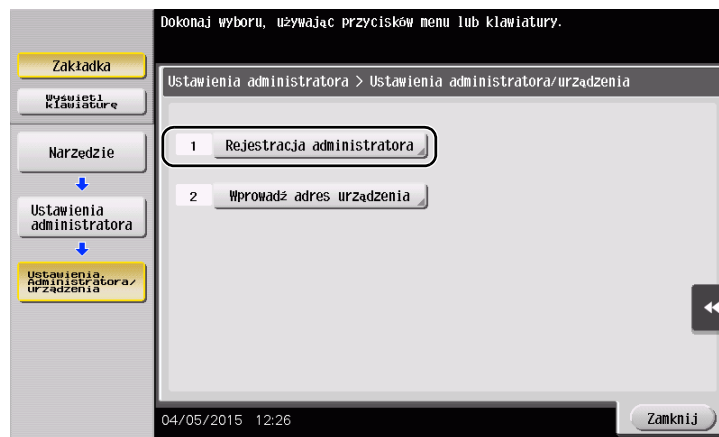 Dokonaj wyboru, używając przycisków menu lub klawiatury.
Zakładka
Wyświetl
klawiaturę
Ustawienia administratora > Ustawienia administratora/urządzenia
Narzędzie
1 Rejestracja administratora
2 Wprowadź adres urządzenia
Ustawienia
administratora
Ustawienia.
Administratora/
urządzenia
04/05/2015 12:26
Zamknij